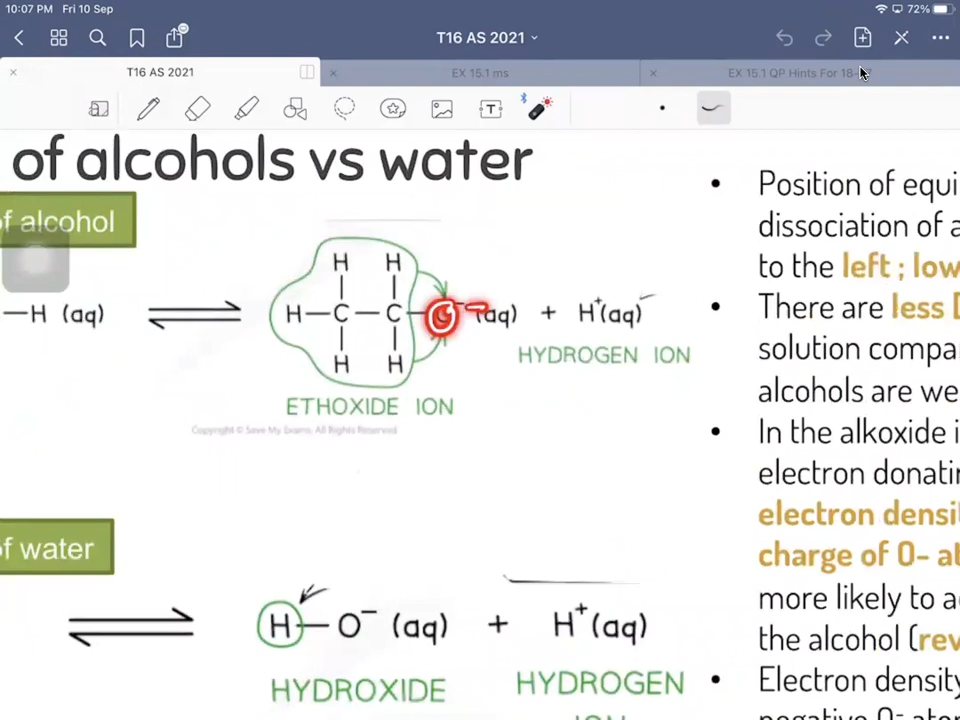 10:07 PM Fri 10 Sep
72%
T16 AS 2021
T16 AS 2021
EX 15.1 ms
EX 15.1 QP Hints For 18-
of alcohols vs water
of alcohol
—H (aq)
H H
H—C—C— (aq) + H+(aq)
H H
HYDROGEN ION
ETHOXIDE ION
Copyright © Save My Exams. All Rights Reserved
of water
H—O− (aq) + H+(aq)
HYDROXIDE HYDROGEN
• Position of equi
dissociation of a
to the left ; low
• There are less
solution compa
alcohols are we
• In the alkoxide i
electron donatin
electron densi
charge of O- at
more likely to a
the alcohol (rev
• Electron density